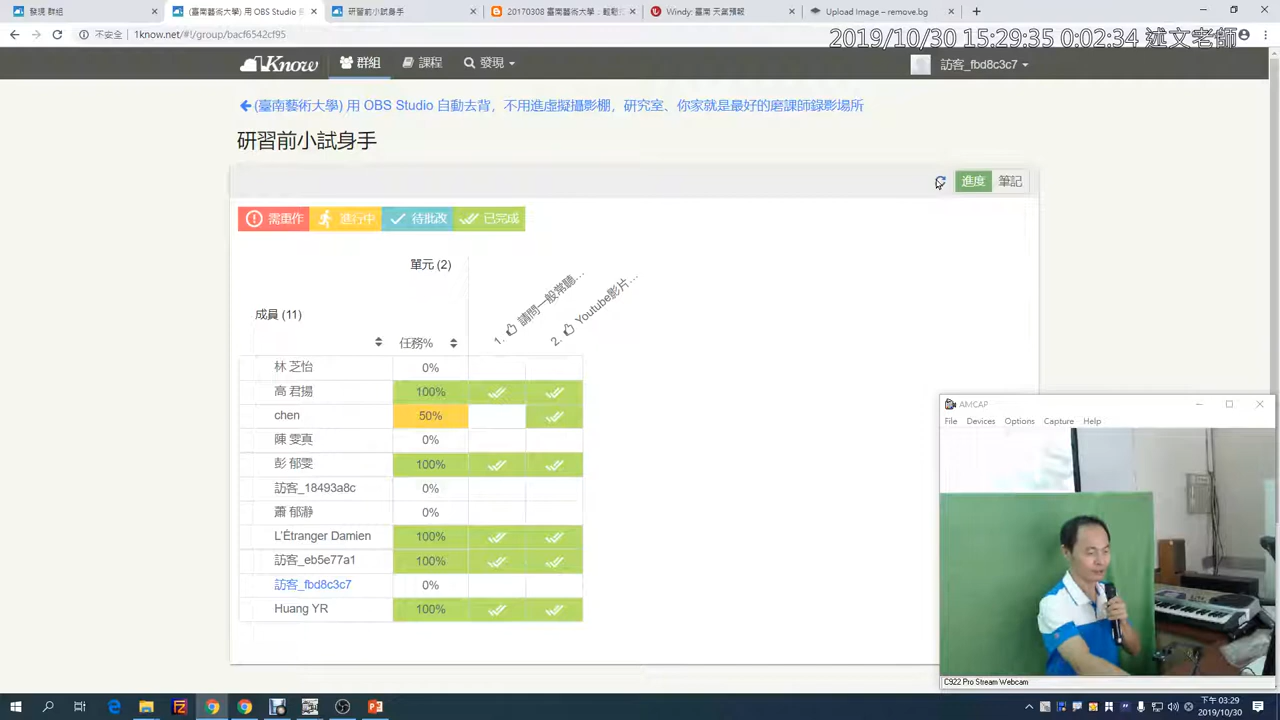 發現 群組
(臺南藝術大學) 用 OBS Studio 自
研習前小試身手
20170308 臺南藝術大學：
Windy: 臺南 天氣預報
Upload Image – remove.bg
不安全 | 1know.net/#!/group/bacf6542cf95
2019/10/30 15:29:35 0:02:34 述文老師
1Know
群組
課程
發現
訪客_fbd8c3c7
(臺南藝術大學) 用 OBS Studio 自動去背，不用進虛擬攝影棚，研究室、你家就是最好的磨課師錄影場所
研習前小試身手
進度
筆記
需重作
進行中
待批改
已完成
單元 (2)
1. 請問一般常聽…
2. Youtube影片…
成員 (11)
任務%
林 芝怡 0%
高 君揚 100%
chen 50%
陳 雯真 0%
彭 郁雯 100%
訪客_18493a8c 0%
蕭 郁瀞 0%
L'Étranger Damien 100%
訪客_eb5e77a1 100%
訪客_fbd8c3c7 0%
Huang YR 100%
AMCAP
File Devices Options Capture Help
C922 Pro Stream Webcam
下午 03:29
2019/10/30